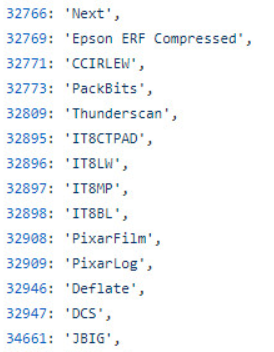 32766: 'Next',
32769: 'Epson ERF Compressed',
32771: 'CCIRLEW',
32773: 'PackBits',
32809: 'Thunderscan',
32895: 'IT8CTPAD',
32896: 'IT8LW',
32897: 'IT8MP',
32898: 'IT8BL',
32908: 'PixarFilm',
32909: 'PixarLog',
32946: 'Deflate',
32947: 'DCS',
34661: 'JBIG',